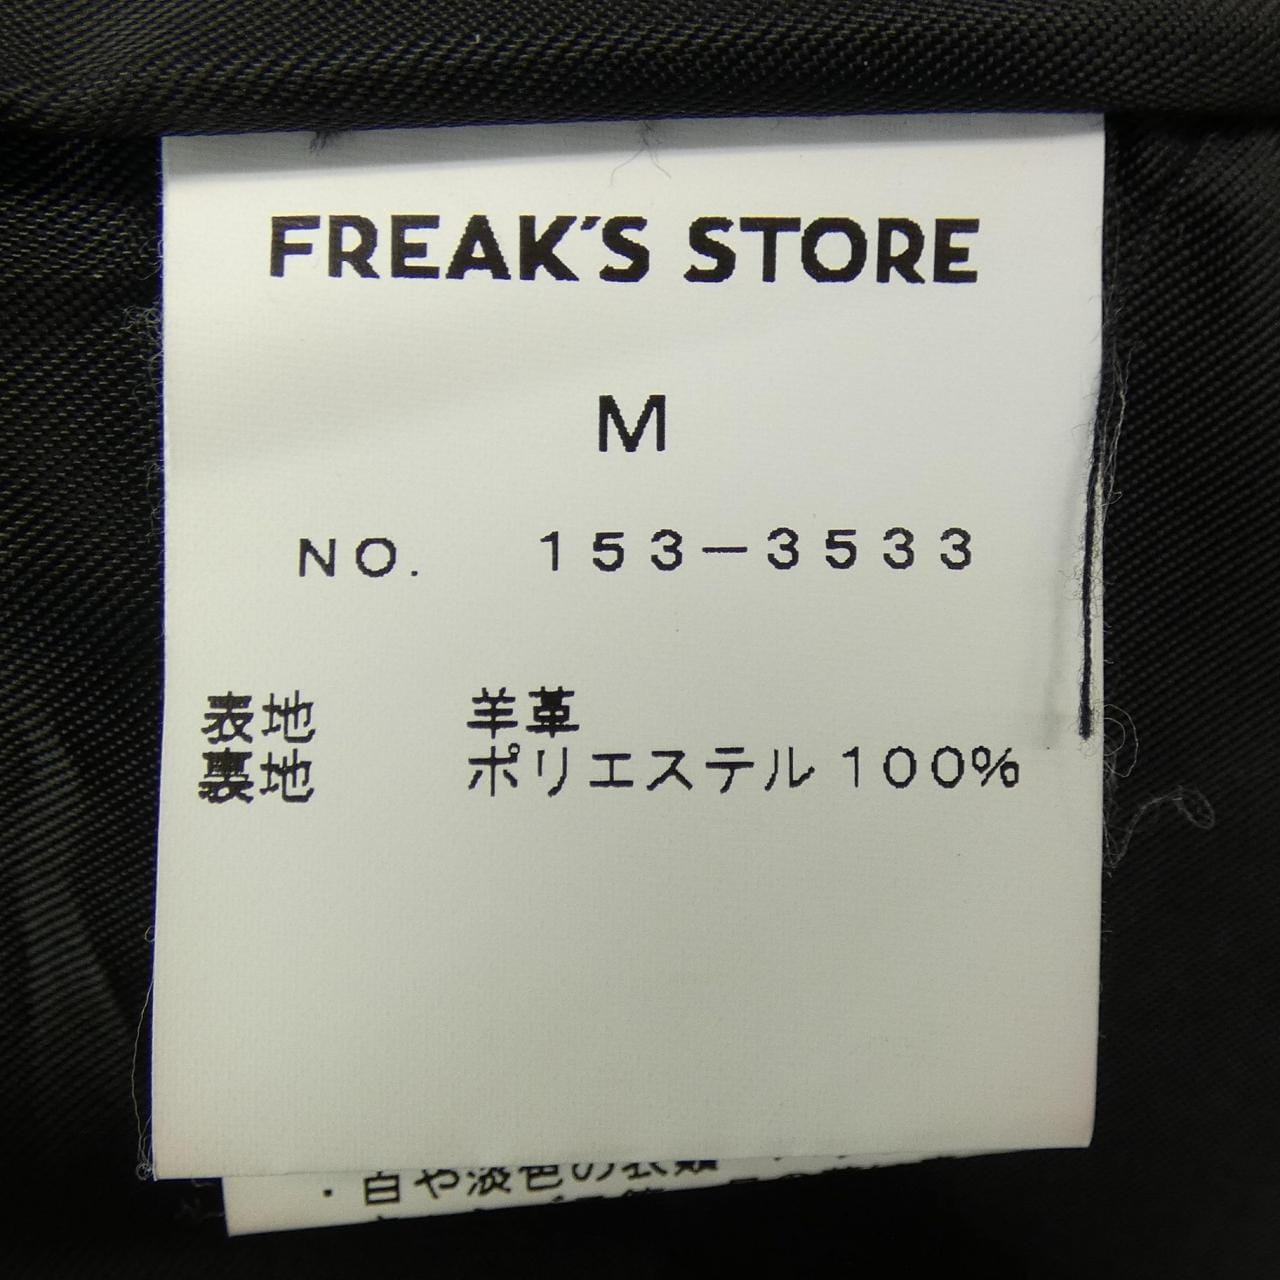 FREAK'S STORE
M
NO. 153-3533
表地 羊革
裏地 ポリエステル100%
・白や淡色の衣類